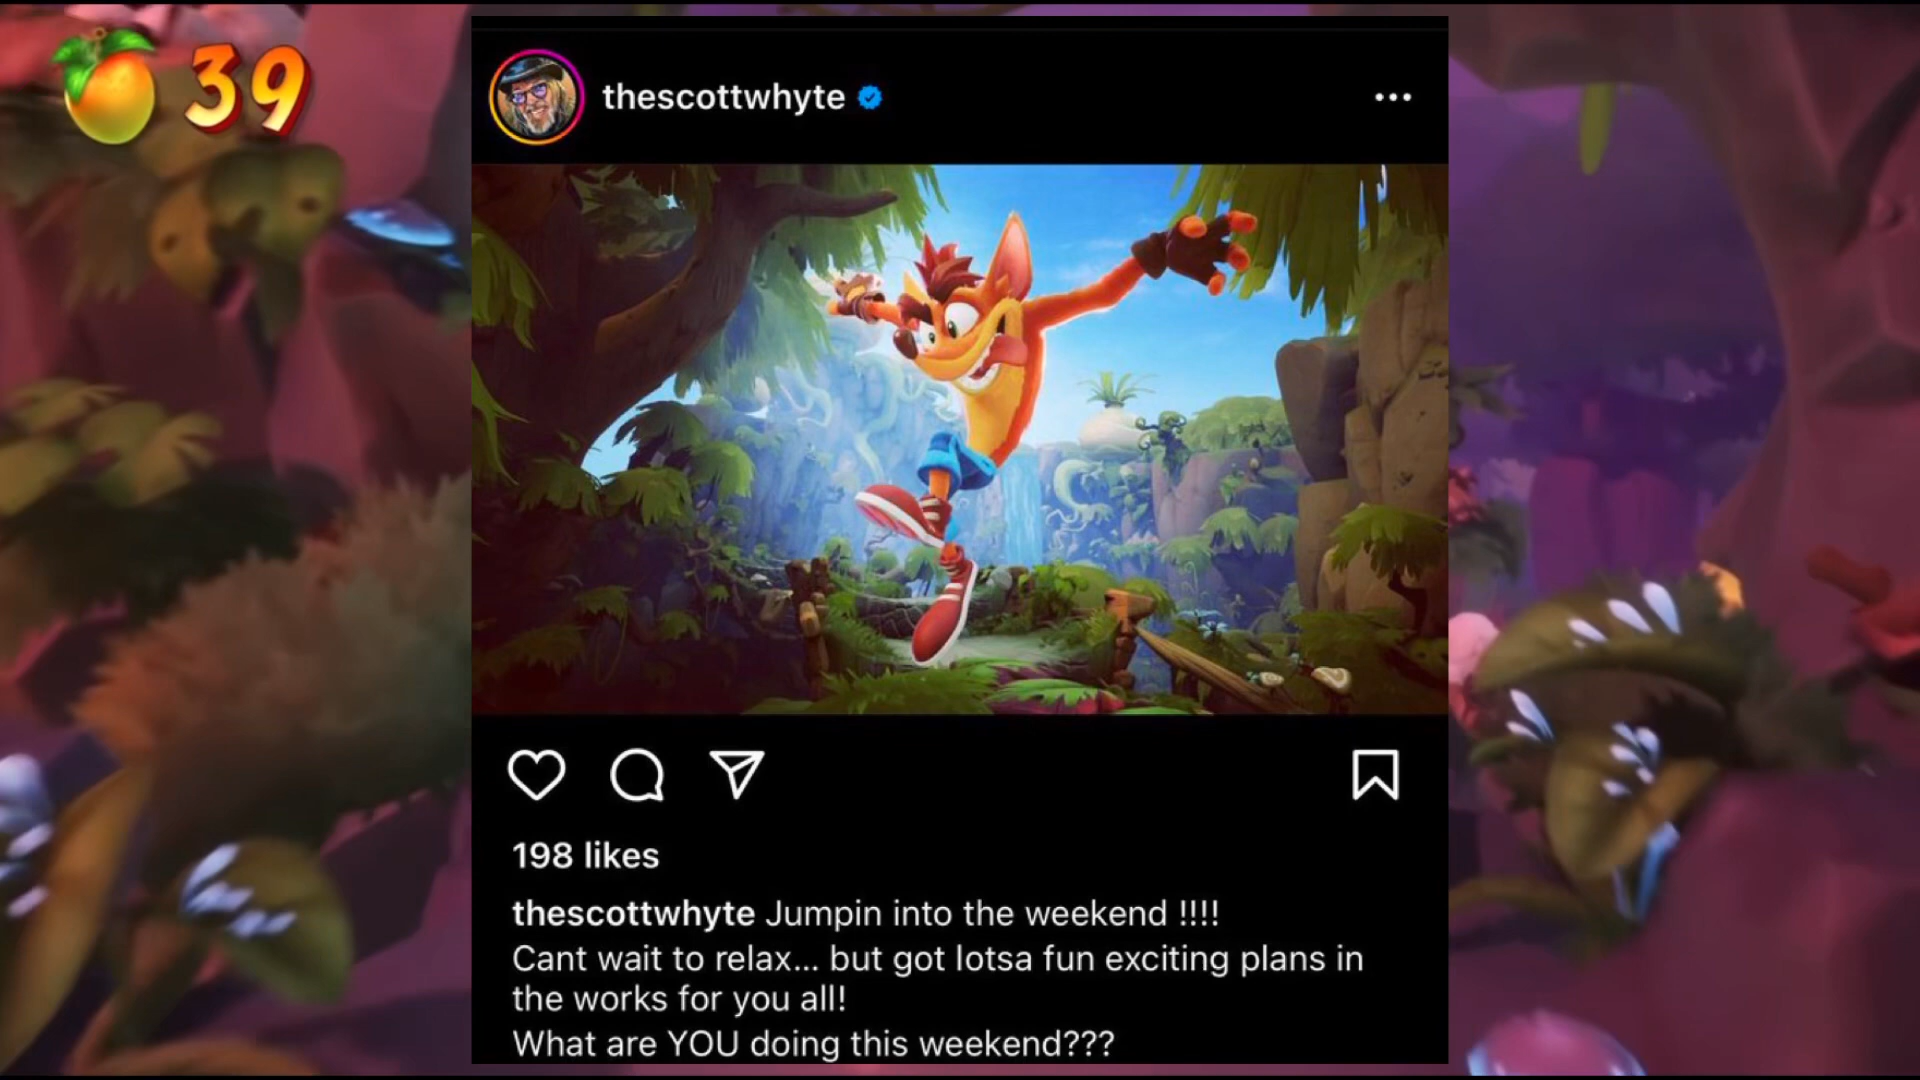 39
thescottwhyte
198 likes
thescottwhyte Jumpin into the weekend !!!!
Cant wait to relax... but got lotsa fun exciting plans in
the works for you all!
What are YOU doing this weekend???